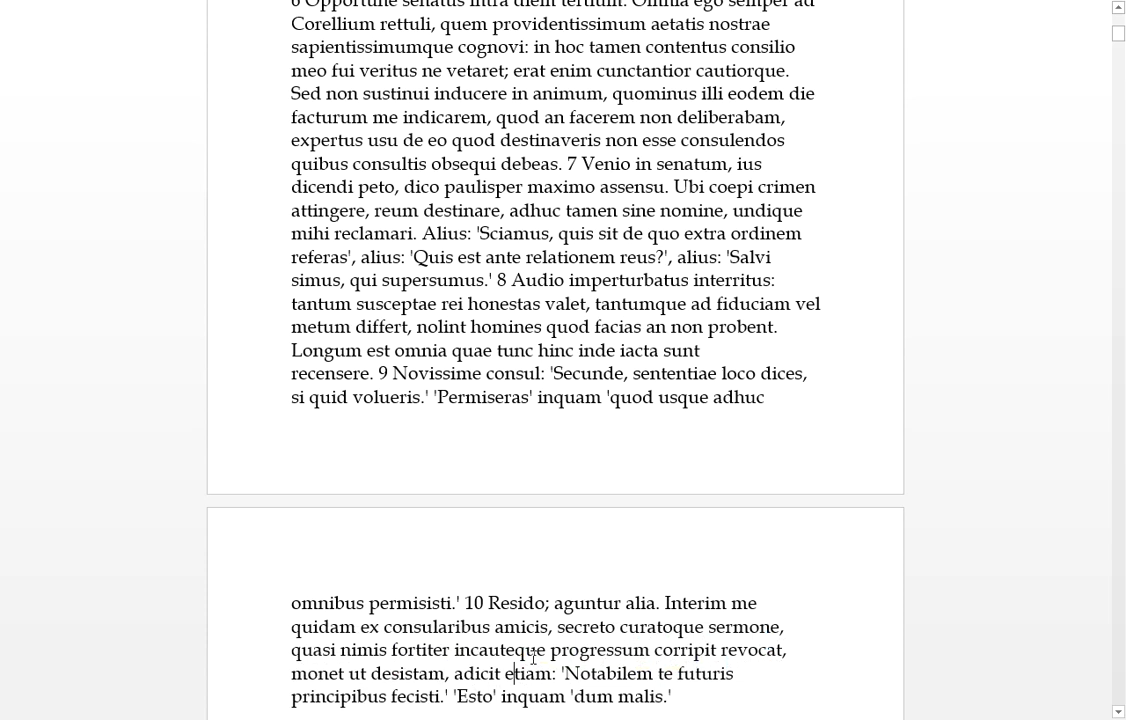 6 Opportune senatus intra diem tertium. Omnia ego semper ad
Corellium rettuli, quem providentissimum aetatis nostrae
sapientissimumque cognovi: in hoc tamen contentus consilio
meo fui veritus ne vetaret; erat enim cunctantior cautiorque.
Sed non sustinui inducere in animum, quominus illi eodem die
facturum me indicarem, quod an facerem non deliberabam,
expertus usu de eo quod destinaveris non esse consulendos
quibus consultis obsequi debeas. 7 Venio in senatum, ius
dicendi peto, dico paulisper maximo assensu. Ubi coepi crimen
attingere, reum destinare, adhuc tamen sine nomine, undique
mihi reclamari. Alius: 'Sciamus, quis sit de quo extra ordinem
referas', alius: 'Quis est ante relationem reus?', alius: 'Salvi
simus, qui supersumus.' 8 Audio imperturbatus interritus:
tantum susceptae rei honestas valet, tantumque ad fiduciam vel
metum differt, nolint homines quod facias an non probent.
Longum est omnia quae tunc hinc inde iacta sunt
recensere. 9 Novissime consul: 'Secunde, sententiae loco dices,
si quid volueris.' 'Permiseras' inquam 'quod usque adhuc
omnibus permisisti.' 10 Resido; aguntur alia. Interim me
quidam ex consularibus amicis, secreto curatoque sermone,
quasi nimis fortiter incauteque progressum corripit revocat,
monet ut desistam, adicit etiam: 'Notabilem te futuris
principibus fecisti.' 'Esto' inquam 'dum malis.'